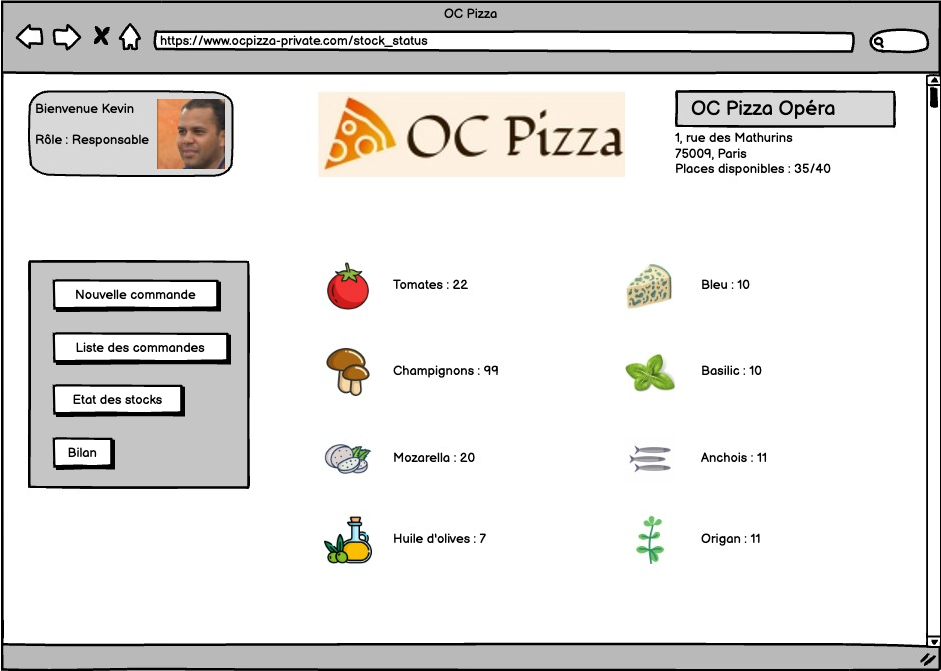 OC Pizza
https://www.ocpizza-private.com/stock_status
Bienvenue Kevin
Rôle : Responsable
OC Pizza
OC Pizza Opéra
1, rue des Mathurins
75009, Paris
Places disponibles : 35/40
Nouvelle commande
Liste des commandes
Etat des stocks
Bilan
Tomates : 22
Bleu : 10
Champignons : 99
Basilic : 10
Mozarella : 20
Anchois : 11
Huile d'olives : 7
Origan : 11